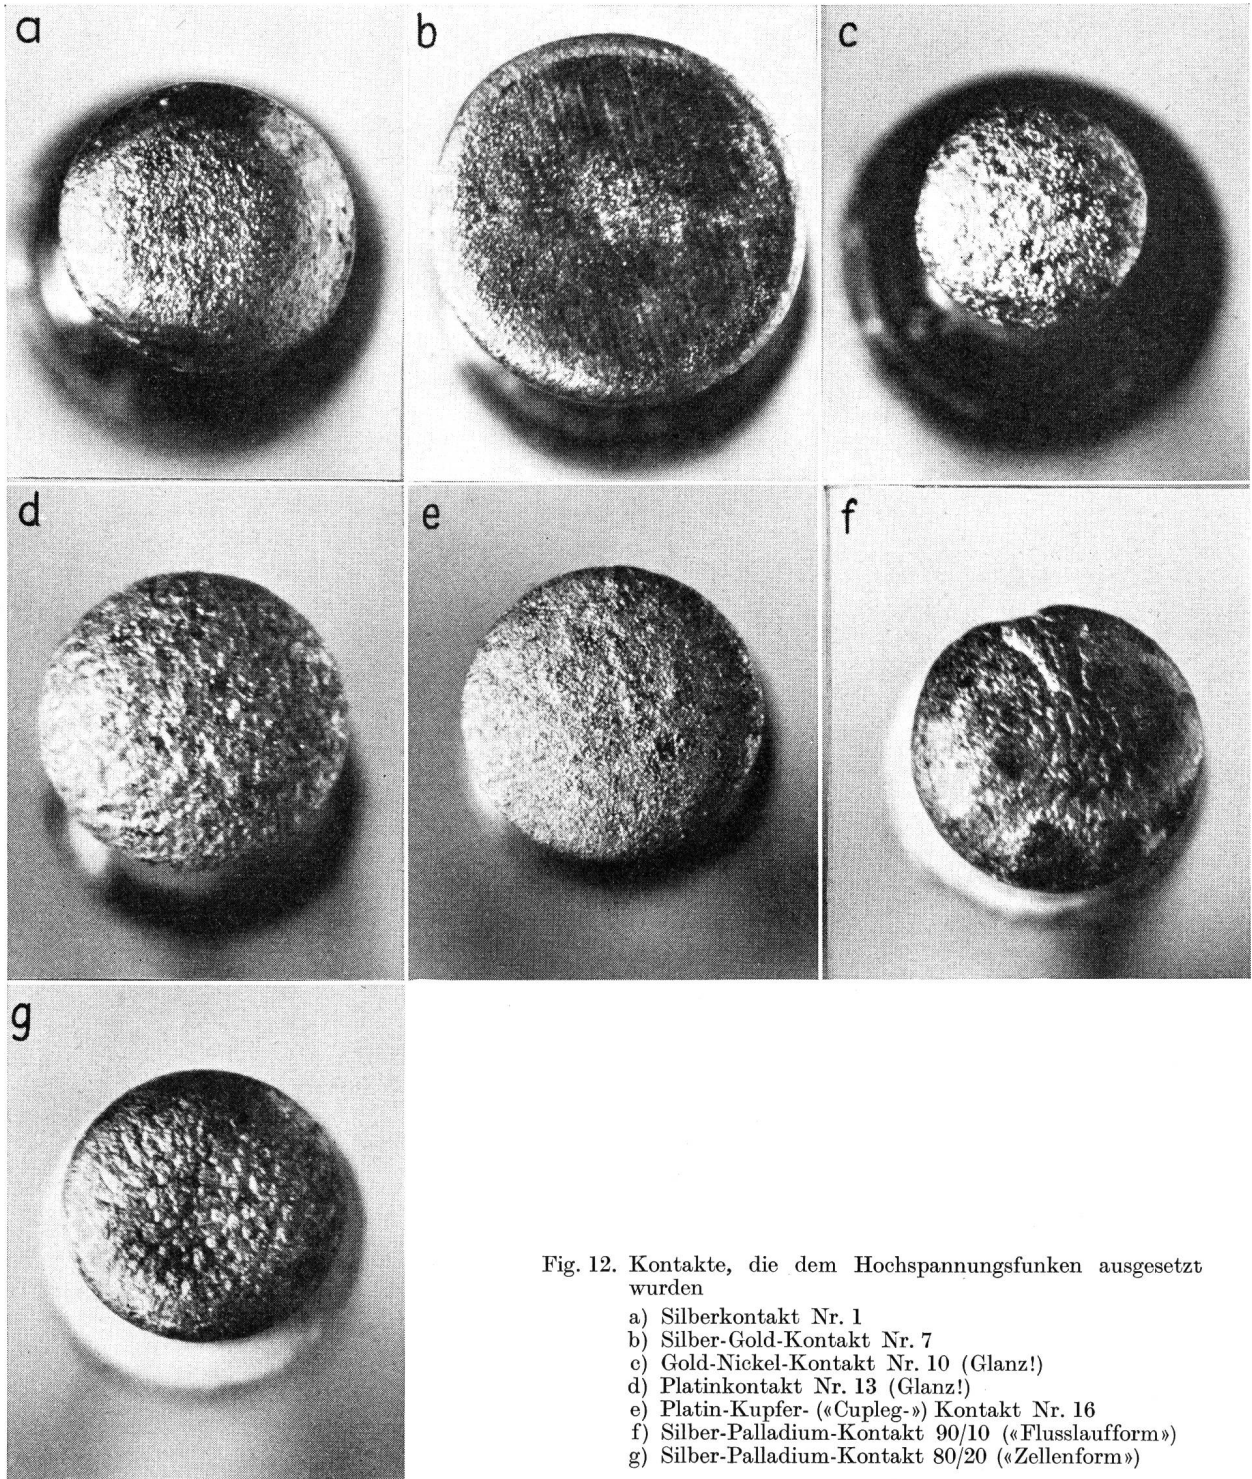 a
b
c
d
e
f
g
Fig. 12. Kontakte, die dem Hochspannungsfunken ausgesetzt
wurden
a) Silberkontakt Nr. 1
b) Silber-Gold-Kontakt Nr. 7
c) Gold-Nickel-Kontakt Nr. 10 (Glanz!)
d) Platinkontakt Nr. 13 (Glanz!)
e) Platin-Kupfer- («Cupleg-») Kontakt Nr. 16
f) Silber-Palladium-Kontakt 90/10 («Flusslaufform»)
g) Silber-Palladium-Kontakt 80/20 («Zellenform»)